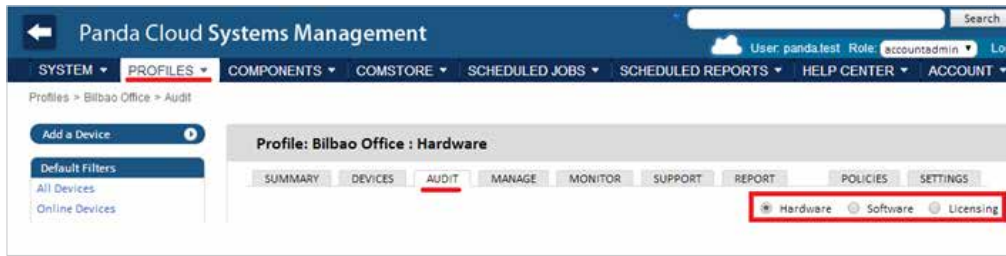 Search
Panda Cloud Systems Management
User: panda.test Role: accountadmin
SYSTEM PROFILES COMPONENTS COMSTORE SCHEDULED JOBS SCHEDULED REPORTS HELP CENTER ACCOUNT
Profiles > Bilbao Office > Audit
Add a Device
Profile: Bilbao Office : Hardware
Default Filters
SUMMARY DEVICES AUDIT MANAGE MONITOR SUPPORT REPORT POLICIES SETTINGS
All Devices
Online Devices
Hardware Software Licensing